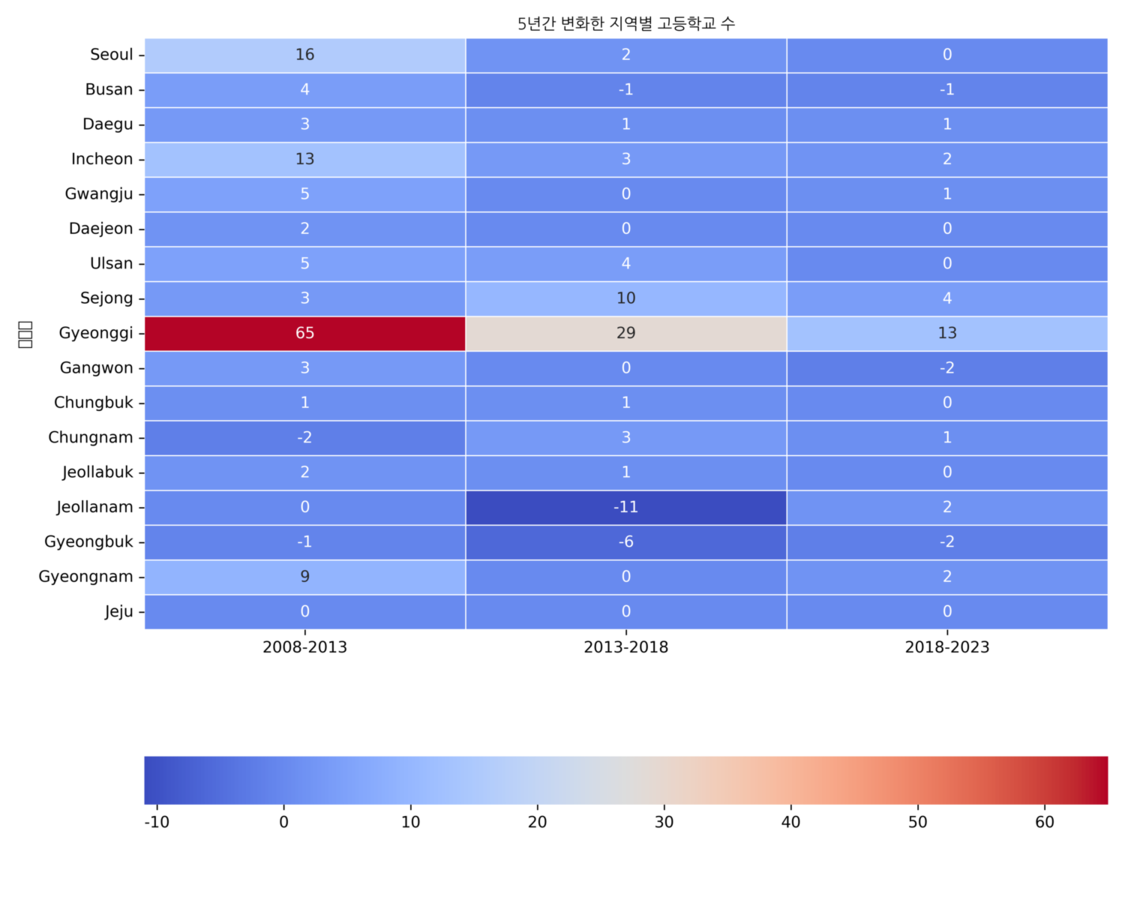 5년간 변화한 지역별 고등학교 수
Seoul 16 2 0
Busan 4 -1 -1
Daegu 3 1 1
Incheon 13 3 2
Gwangju 5 0 1
Daejeon 2 0 0
Ulsan 5 4 0
Sejong 3 10 4
Gyeonggi 65 29 13
Gangwon 3 0 -2
Chungbuk 1 1 0
Chungnam -2 3 1
Jeollabuk 2 1 0
Jeollanam 0 -11 2
Gyeongbuk -1 -6 -2
Gyeongnam 9 0 2
Jeju 0 0 0
2008-2013 2013-2018 2018-2023
-10 0 10 20 30 40 50 60